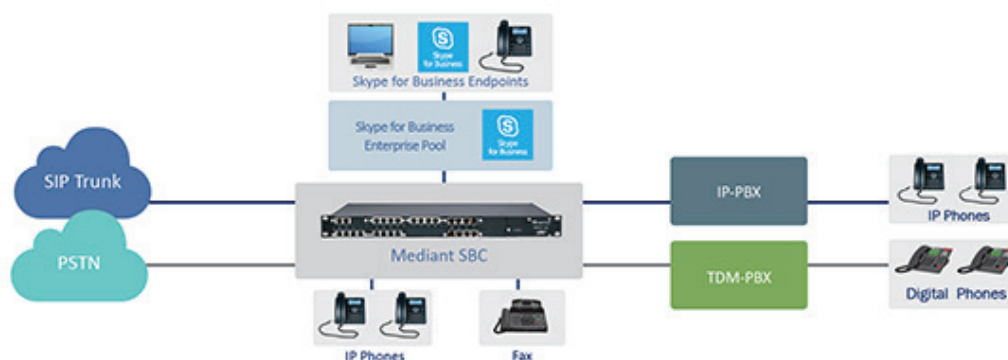 Skype
for Business
Skype for Business Endpoints
Skype for Business
Enterprise Pool
Skype
for Business
SIP Trunk
PSTN
Mediant SBC
IP-PBX
IP Phones
TDM-PBX
Digital Phones
IP Phones
Fax